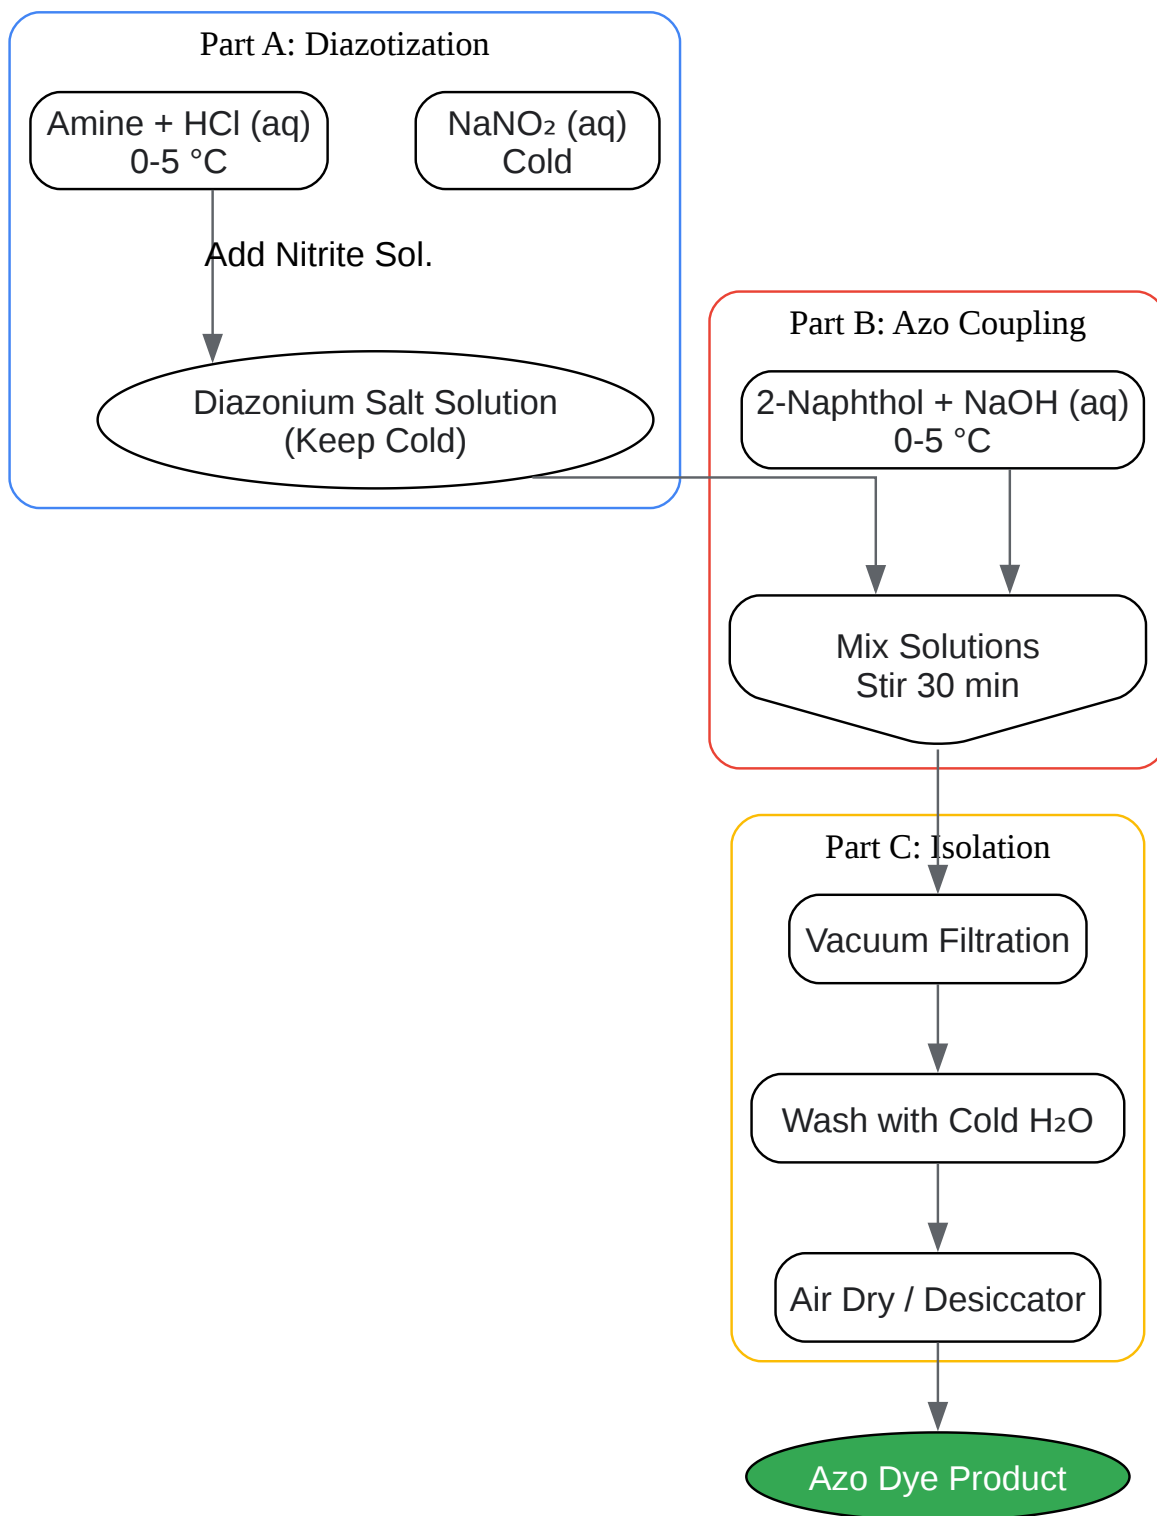 Part A: Diazotization
Amine + HCl (aq)
0-5 °C
NaNO₂ (aq)
Cold
Add Nitrite Sol.
Diazonium Salt Solution
(Keep Cold)
Part B: Azo Coupling
2-Naphthol + NaOH (aq)
0-5 °C
Mix Solutions
Stir 30 min
Part C: Isolation
Vacuum Filtration
Wash with Cold H₂O
Air Dry / Desiccator
Azo Dye Product